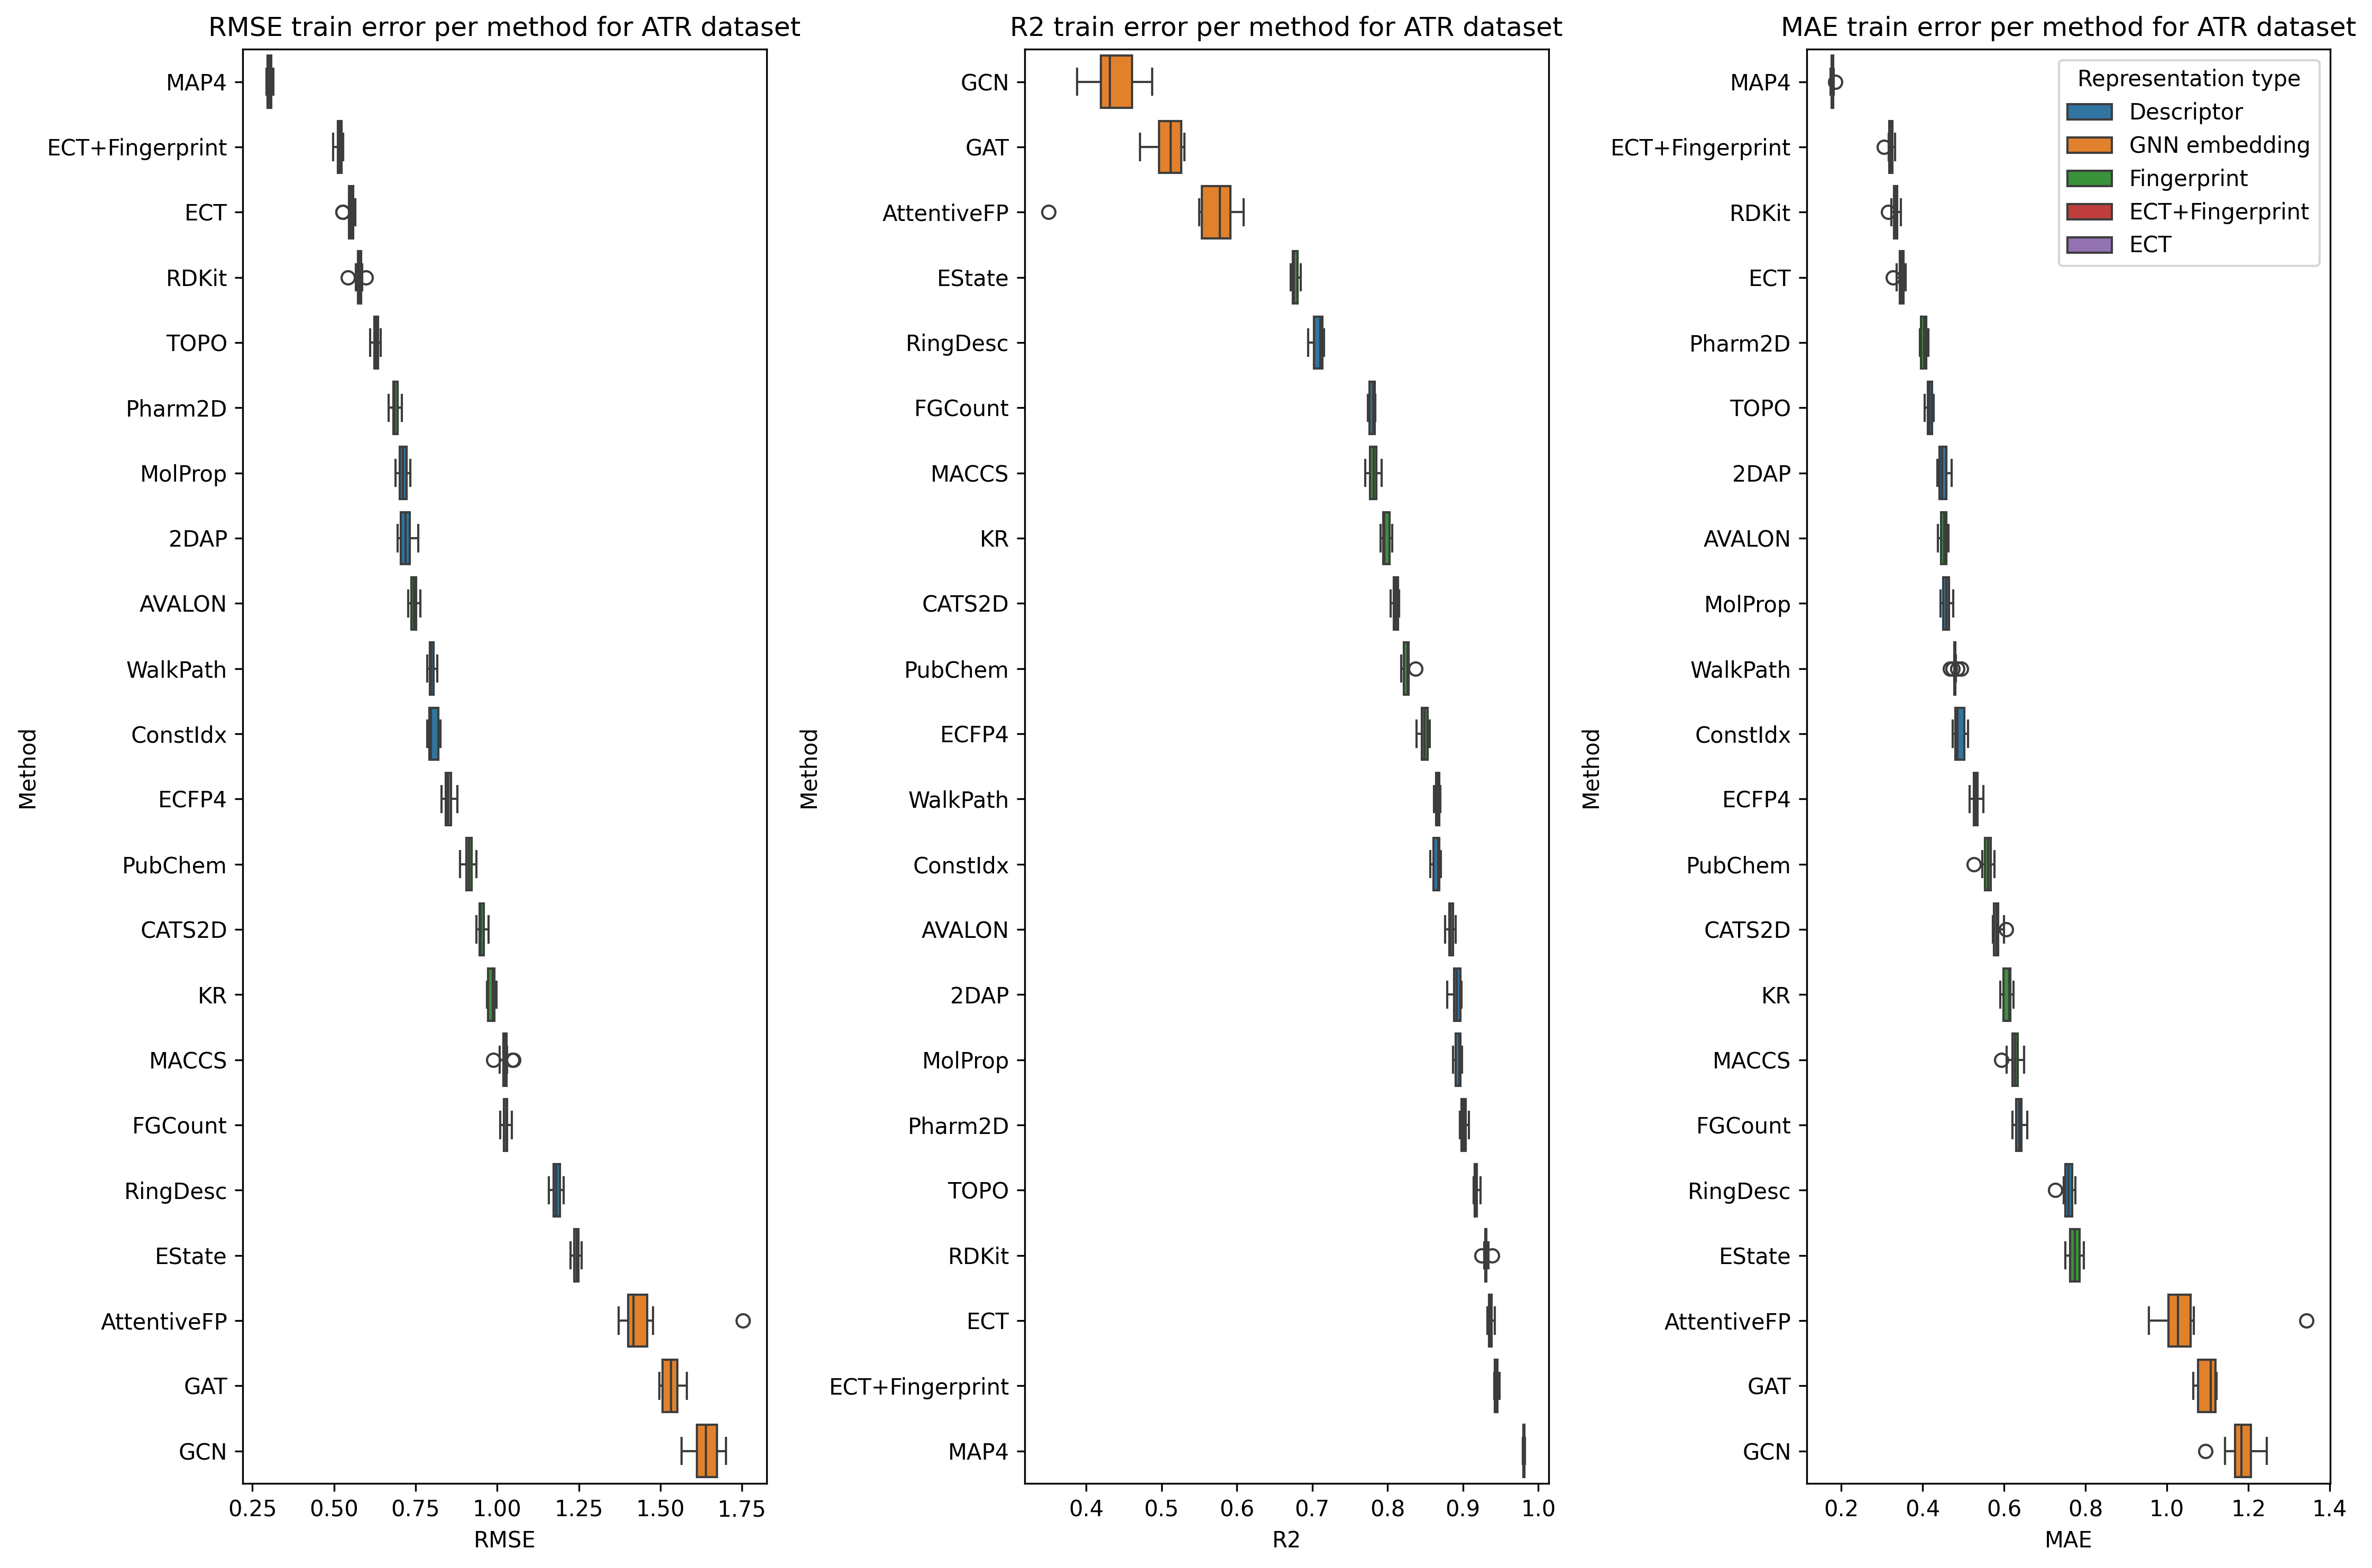 RMSE train error per method for ATR dataset
MAP4
ECT+Fingerprint
ECT
RDKit
TOPO
Pharm2D
MolProp
2DAP
AVALON
WalkPath
ConstIdx
ECFP4
PubChem
CATS2D
KR
MACCS
FGCount
RingDesc
EState
AttentiveFP
GAT
GCN
Method
0.25 0.50 0.75 1.00 1.25 1.50 1.75
RMSE
R2 train error per method for ATR dataset
GCN
GAT
AttentiveFP
EState
RingDesc
FGCount
MACCS
KR
CATS2D
PubChem
ECFP4
WalkPath
ConstIdx
AVALON
2DAP
MolProp
Pharm2D
TOPO
RDKit
ECT
ECT+Fingerprint
MAP4
Method
0.4 0.5 0.6 0.7 0.8 0.9 1.0
R2
MAE train error per method for ATR dataset
MAP4
ECT+Fingerprint
RDKit
ECT
Pharm2D
TOPO
2DAP
AVALON
MolProp
WalkPath
ConstIdx
ECFP4
PubChem
CATS2D
KR
MACCS
FGCount
RingDesc
EState
AttentiveFP
GAT
GCN
Method
0.2 0.4 0.6 0.8 1.0 1.2 1.4
MAE
Representation type
Descriptor
GNN embedding
Fingerprint
ECT+Fingerprint
ECT